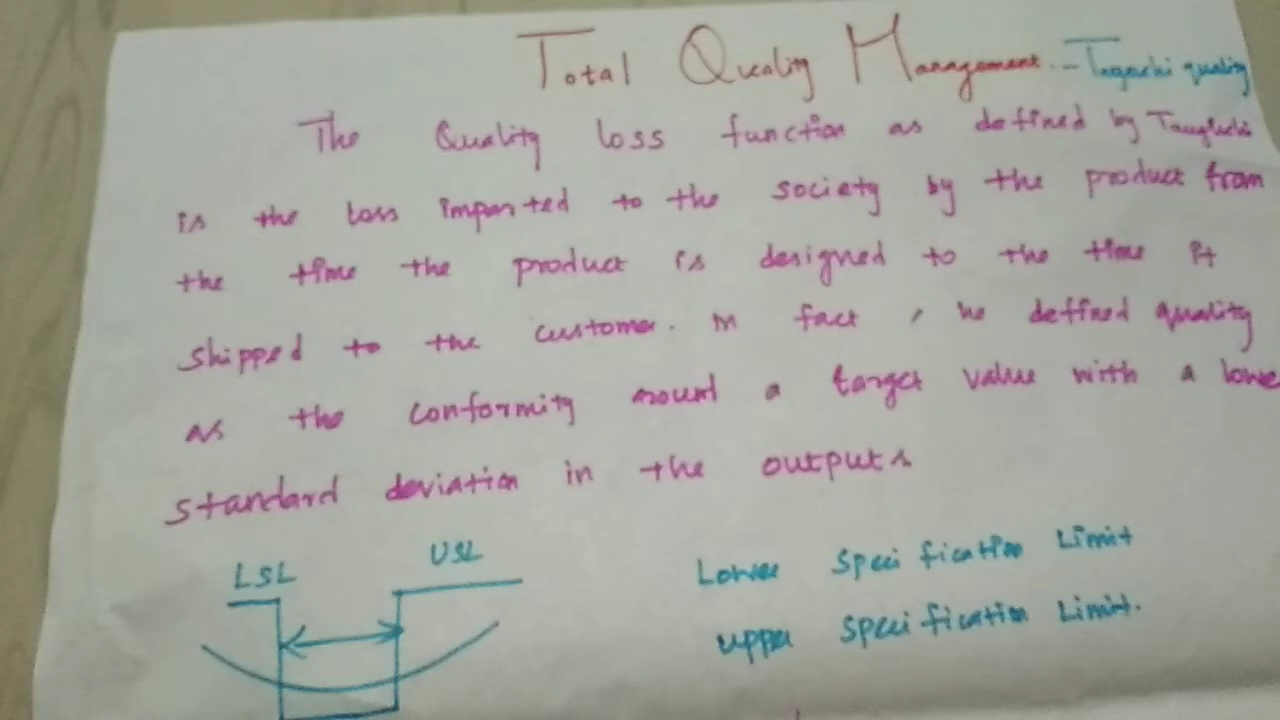 Total Quality Management. - Taguchi quality
The Quality loss function as defined by Tauguchi
is the loss imparted to the society by the product from
the time the product is designed to the time it
shipped to the customer. In fact, he deffined quality
as the conformity around a target value with a lowe
standard deviation in the outputs
LSL USL
Lower Specification Limit
upper Specification Limit.